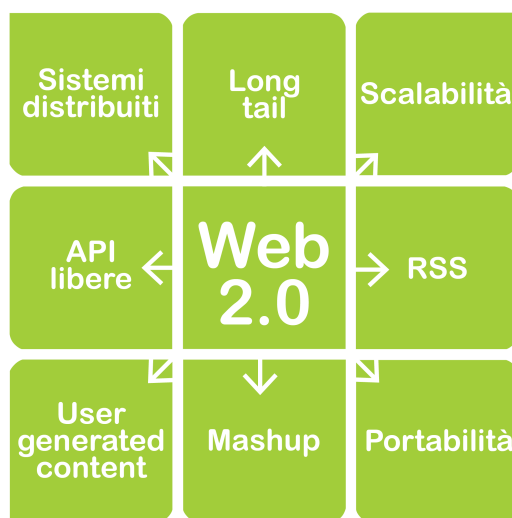 Sistemi
distribuiti
Long
tail
Scalabilità
API
libere
Web
2.0
RSS
User
generated
content
Mashup
Portabilità